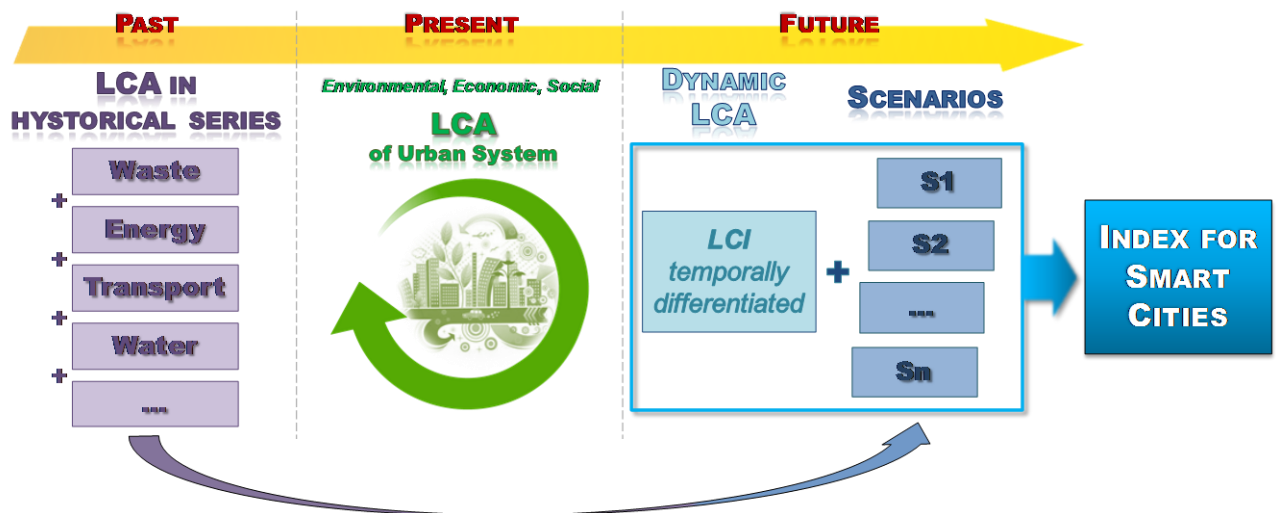 PAST
PRESENT
FUTURE
LCA IN
HYSTORICAL SERIES
Waste
+
Energy
+
Transport
+
Water
+
...
Environmental, Economic, Social
LCA
of Urban System
DYNAMIC
LCA
SCENARIOS
LCI
temporally
differentiated
+
S1
S2
...
Sn
INDEX FOR
SMART
CITIES